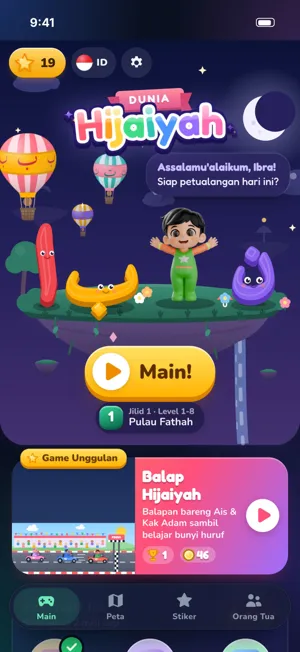 9:41
19
ID
DUNIA
Hijaiyah
Assalamu'alaikum, Ibra!
Siap petualangan hari ini?
Main!
1
Jilid 1 · Level 1-8
Pulau Fathah
Game Unggulan
Balap
Hijaiyah
Balapan bareng Ais &
Kak Adam sambil
belajar bunyi huruf
1
46
Main
Peta
Stiker
Orang Tua